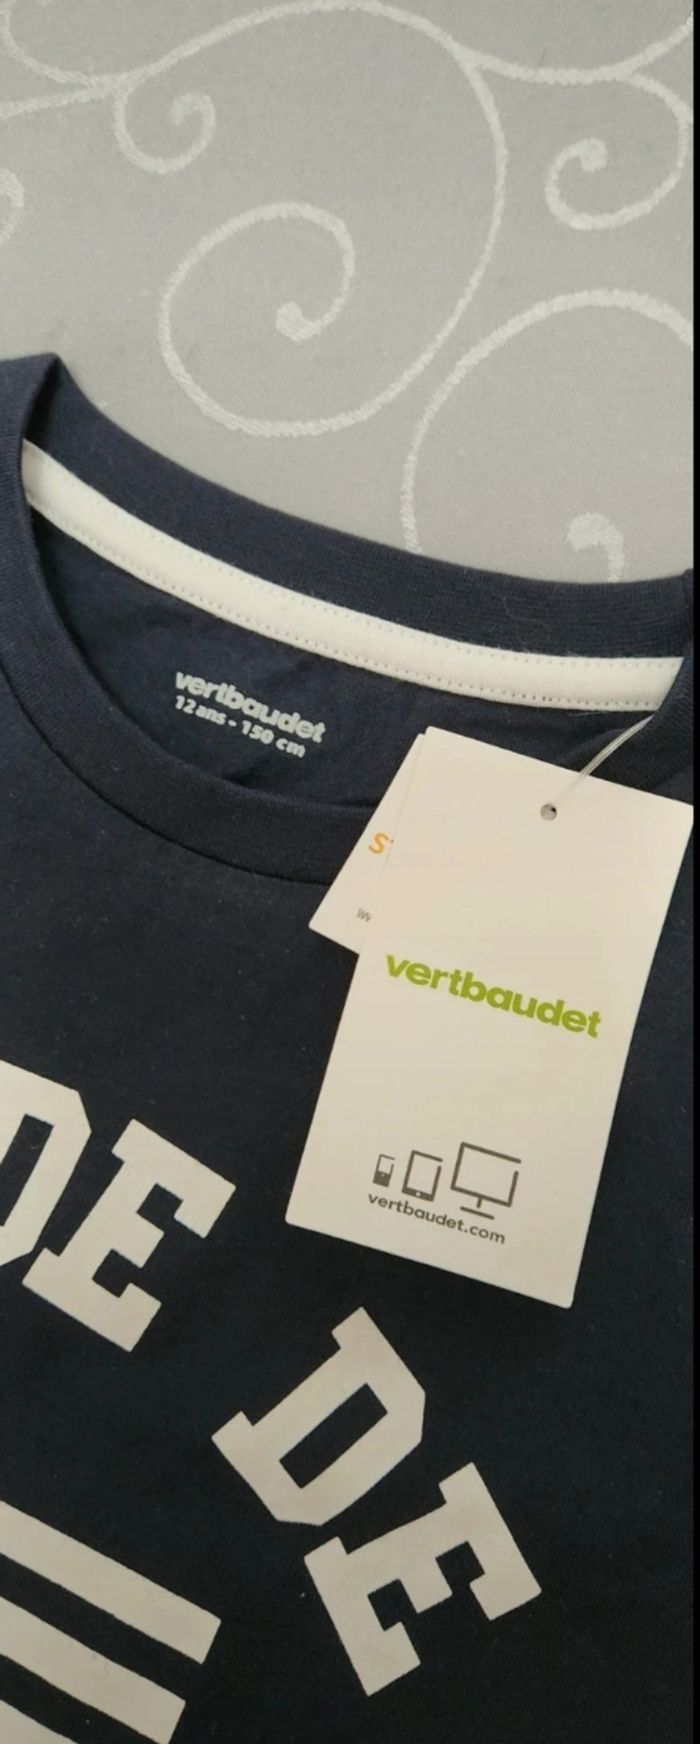 vertbaudet
12 ans - 150 cm
S
w
vertbaudet
vertbaudet.com
DE
DE